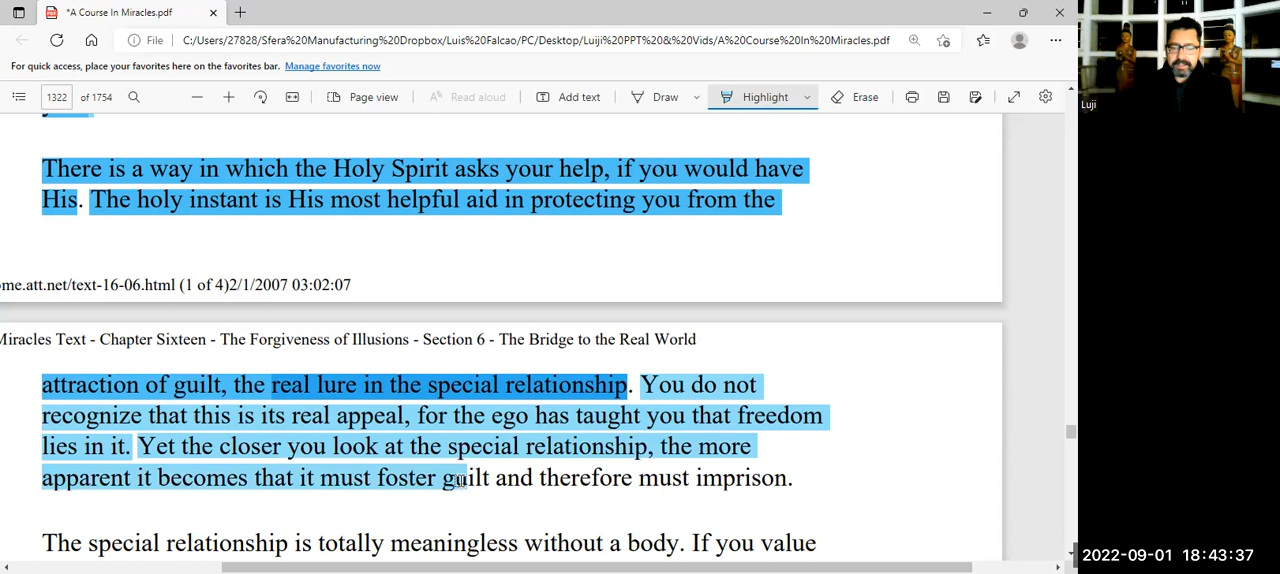 *A Course In Miracles.pdf
File
C:/Users/27828/Sfera%20Manufacturing%20Dropbox/Luis%20Falcao/PC/Desktop/Luiji%20PPT%20&%20Vids/A%20Course%20In%20Miracles.pdf
For quick access, place your favorites here on the favorites bar. Manage favorites now
1322 of 1754
Page view
Read aloud
Add text
Draw
Highlight
Erase
There is a way in which the Holy Spirit asks your help, if you would have
His. The holy instant is His most helpful aid in protecting you from the
ome.att.net/text-16-06.html (1 of 4)2/1/2007 03:02:07
Miracles Text - Chapter Sixteen - The Forgiveness of Illusions - Section 6 - The Bridge to the Real World
attraction of guilt, the real lure in the special relationship. You do not
recognize that this is its real appeal, for the ego has taught you that freedom
lies in it. Yet the closer you look at the special relationship, the more
apparent it becomes that it must foster guilt and therefore must imprison.
The special relationship is totally meaningless without a body. If you value
Luji
2022-09-01 18:43:37